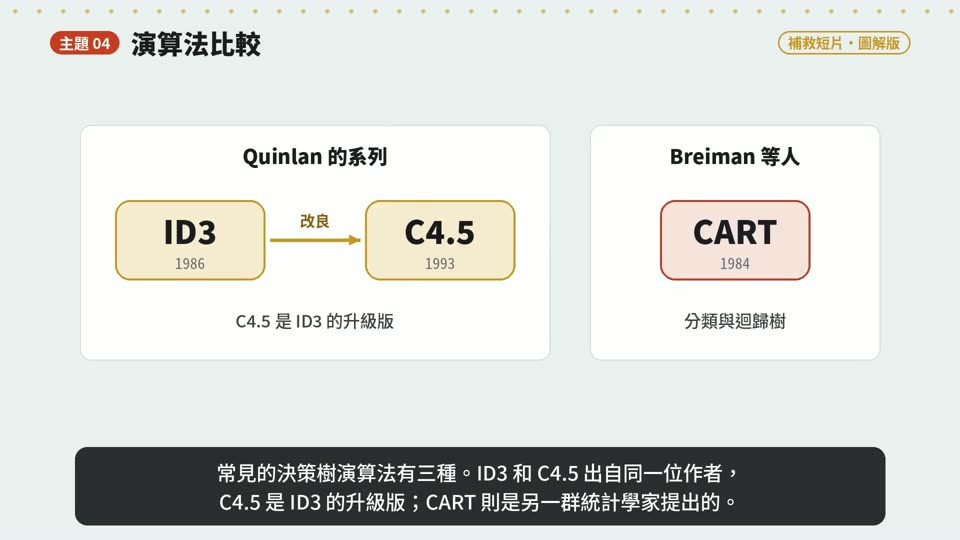 主題 04
演算法比較
補救短片・圖解版
Quinlan 的系列
ID3
1986
改良
C4.5
1993
C4.5 是 ID3 的升級版
Breiman 等人
CART
1984
分類與迴歸樹
常見的決策樹演算法有三種。ID3 和 C4.5 出自同一位作者，
C4.5 是 ID3 的升級版；CART 則是另一群統計學家提出的。